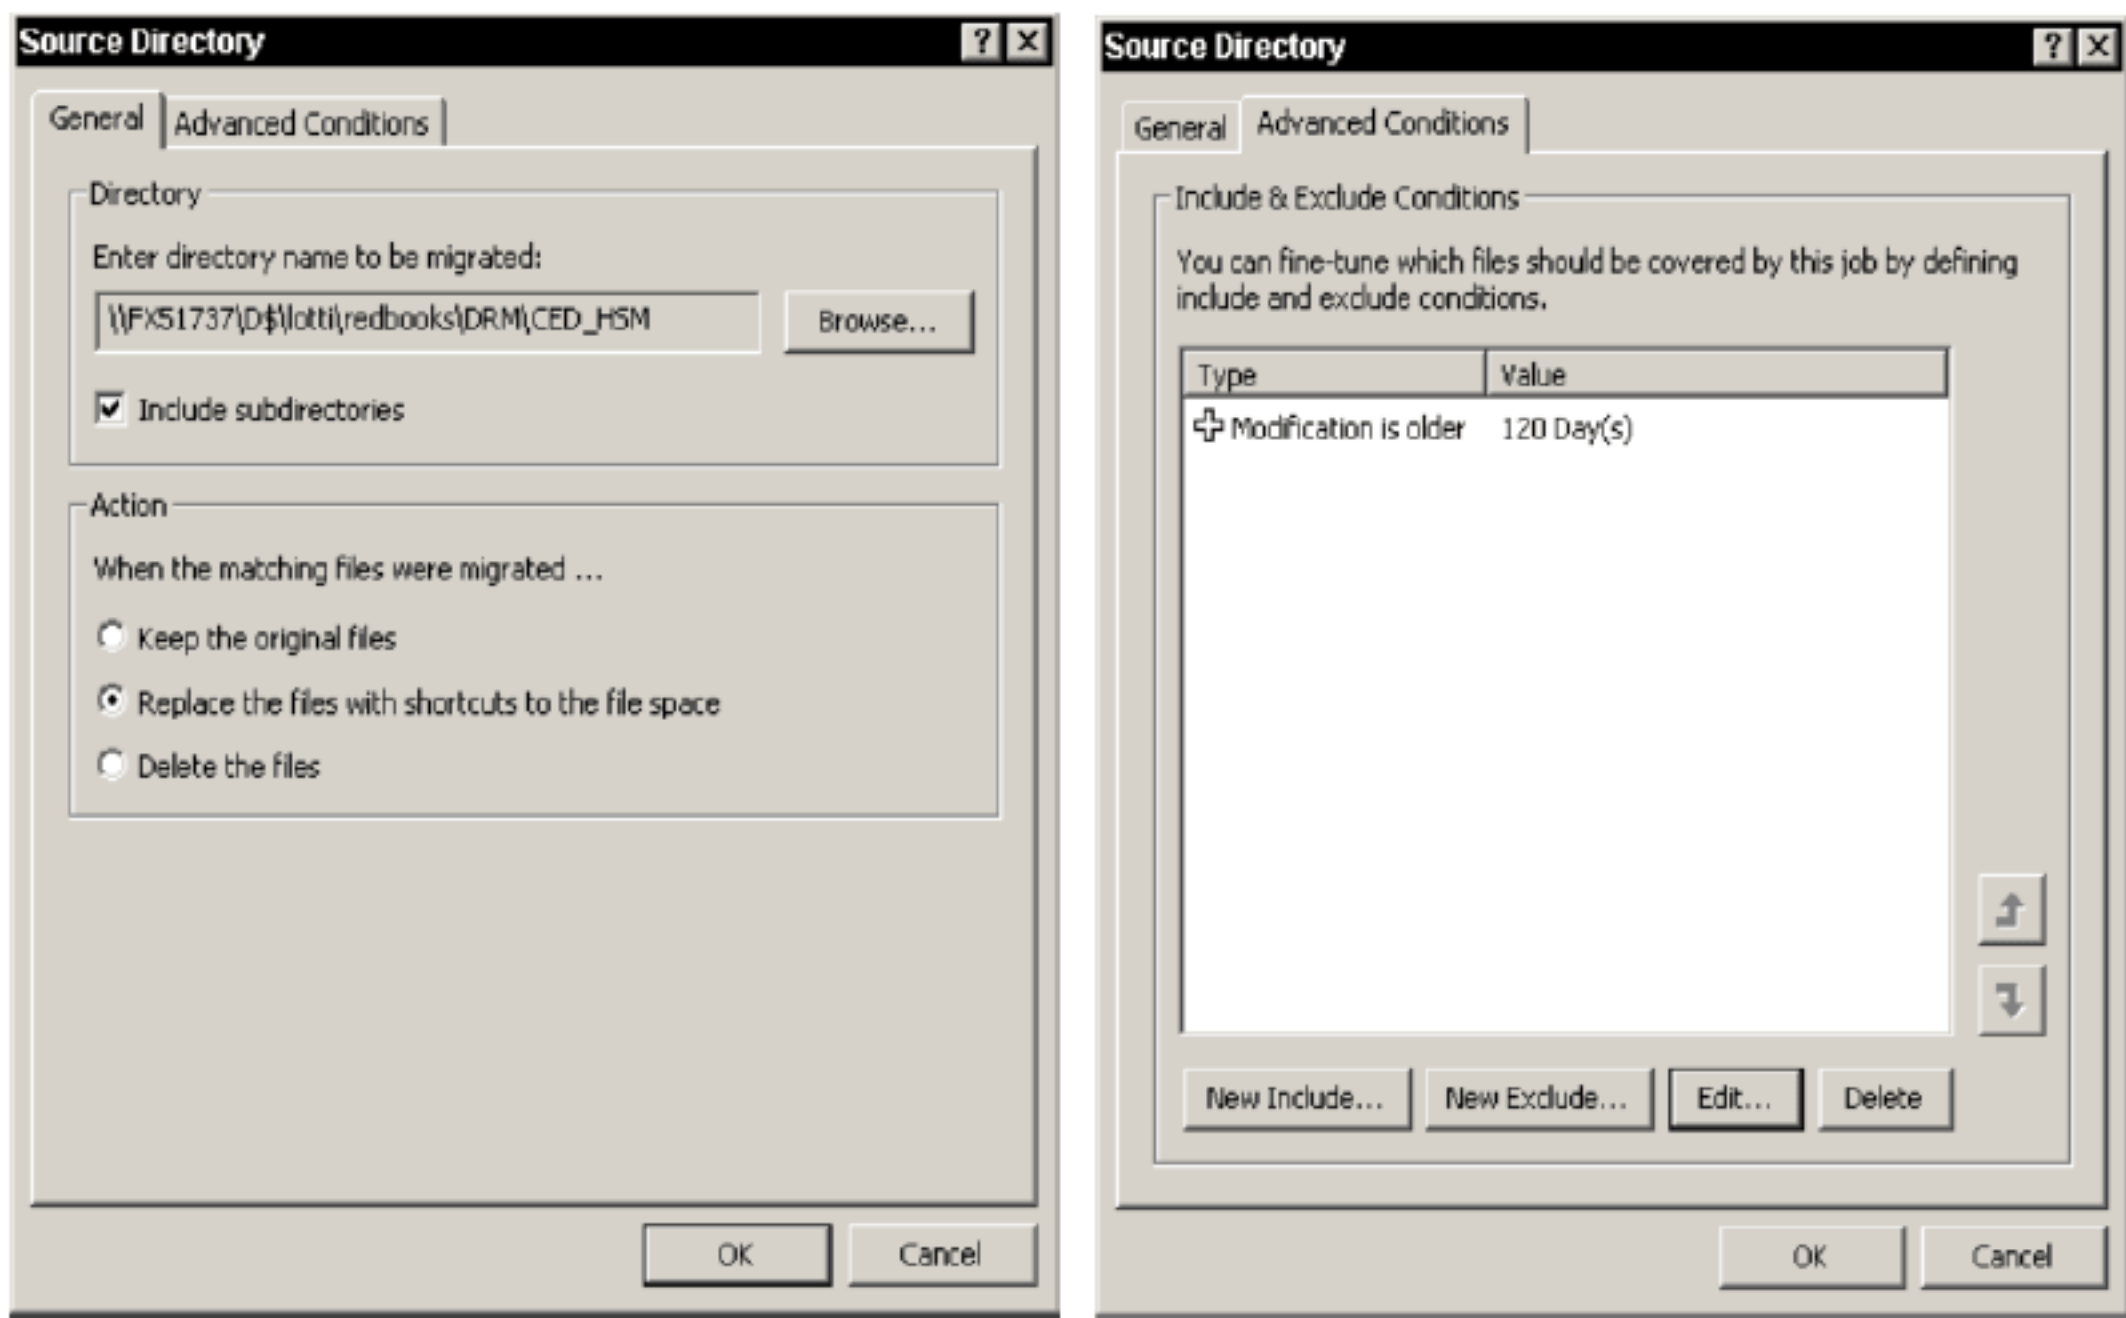 Source Directory
General
Advanced Conditions
Directory
Enter directory name to be migrated:
\\FX51737\D$\lotti\redbooks\DRM\CED_HSM
Browse...
Include subdirectories
Action
When the matching files were migrated ...
Keep the original files
Replace the files with shortcuts to the file space
Delete the files
OK
Cancel
Source Directory
General
Advanced Conditions
Include & Exclude Conditions
You can fine-tune which files should be covered by this job by defining
include and exclude conditions.
Type
Value
Modification is older
120 Day(s)
New Include...
New Exclude...
Edit...
Delete
OK
Cancel